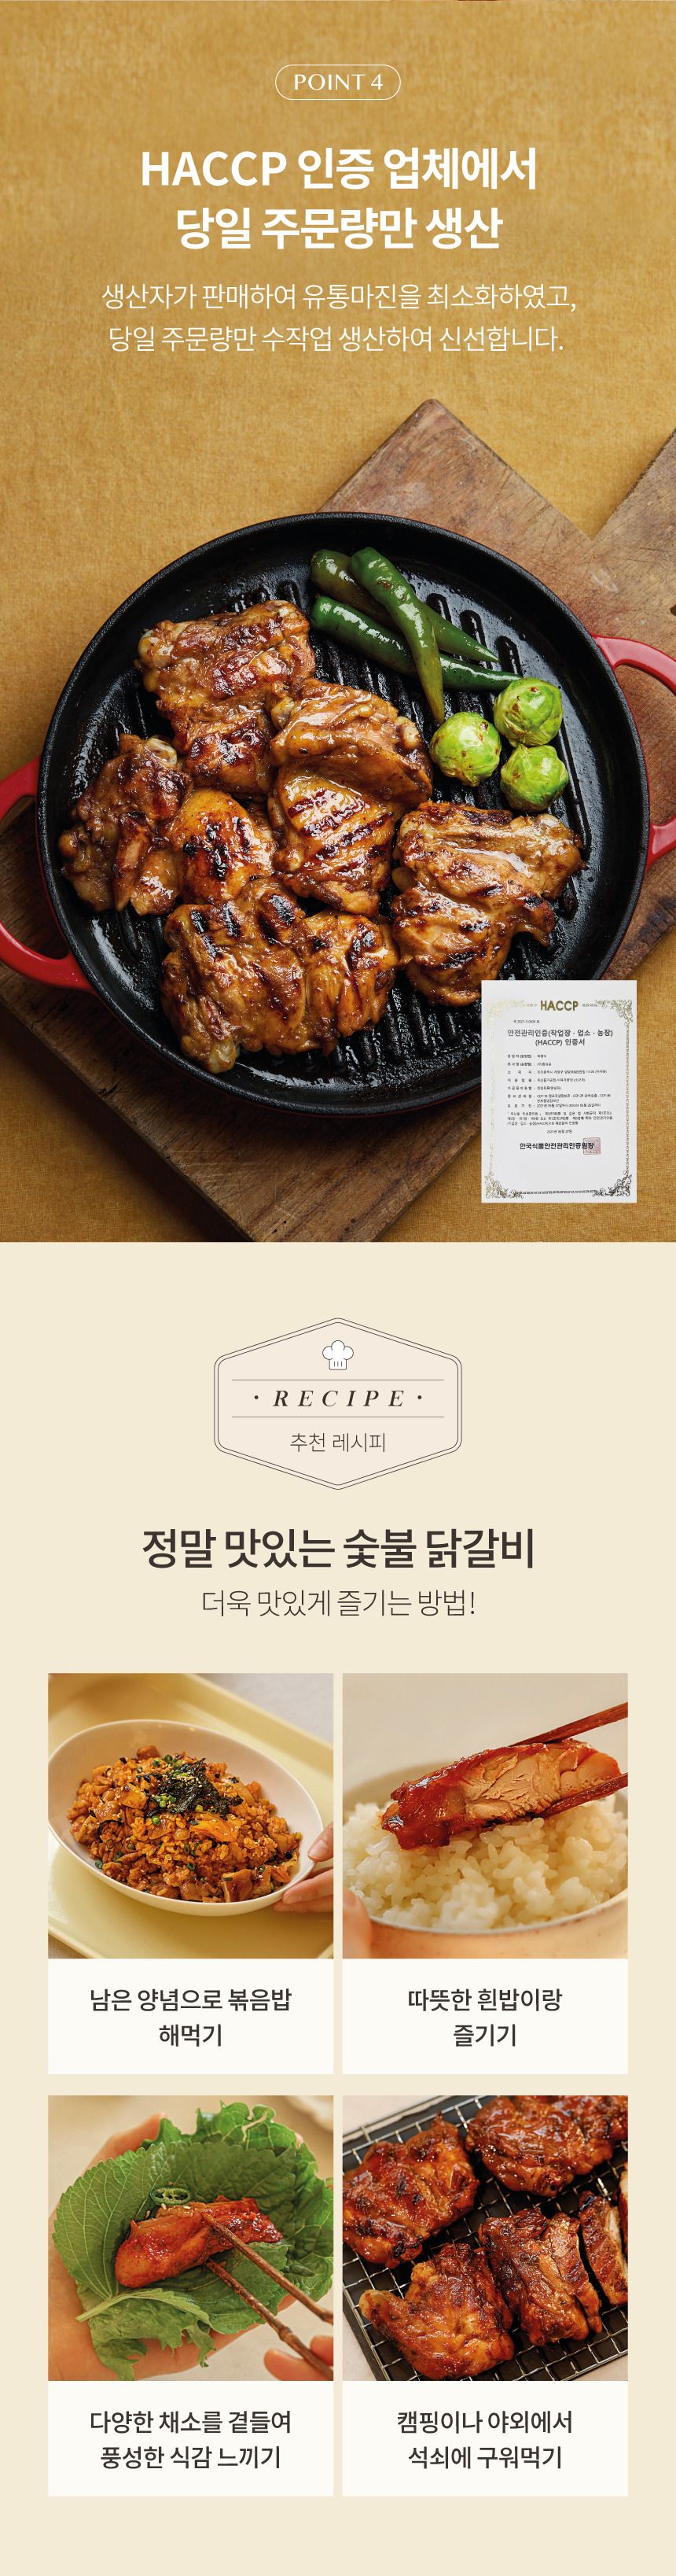 POINT 4
HACCP 인증 업체에서
당일 주문량만 생산
생산자가 판매하여 유통마진을 최소화하였고,
당일 주문량만 수작업 생산하여 신선합니다.
HACCP
안전관리인증(작업장 · 업소 · 농장)
(HACCP) 인증서
한국식품안전관리인증원장
· RECIPE ·
추천 레시피
정말 맛있는 숯불 닭갈비
더욱 맛있게 즐기는 방법!
남은 양념으로 볶음밥
해먹기
따뜻한 흰밥이랑
즐기기
다양한 채소를 곁들여
풍성한 식감 느끼기
캠핑이나 야외에서
석쇠에 구워먹기